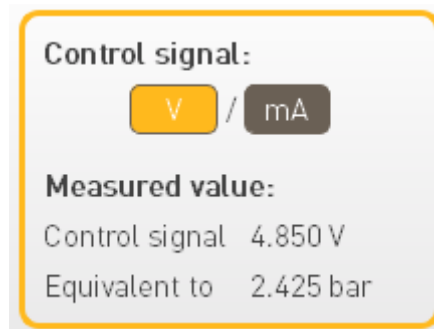 Control signal:
V / mA
Measured value:
Control signal 4.850 V
Equivalent to 2.425 bar